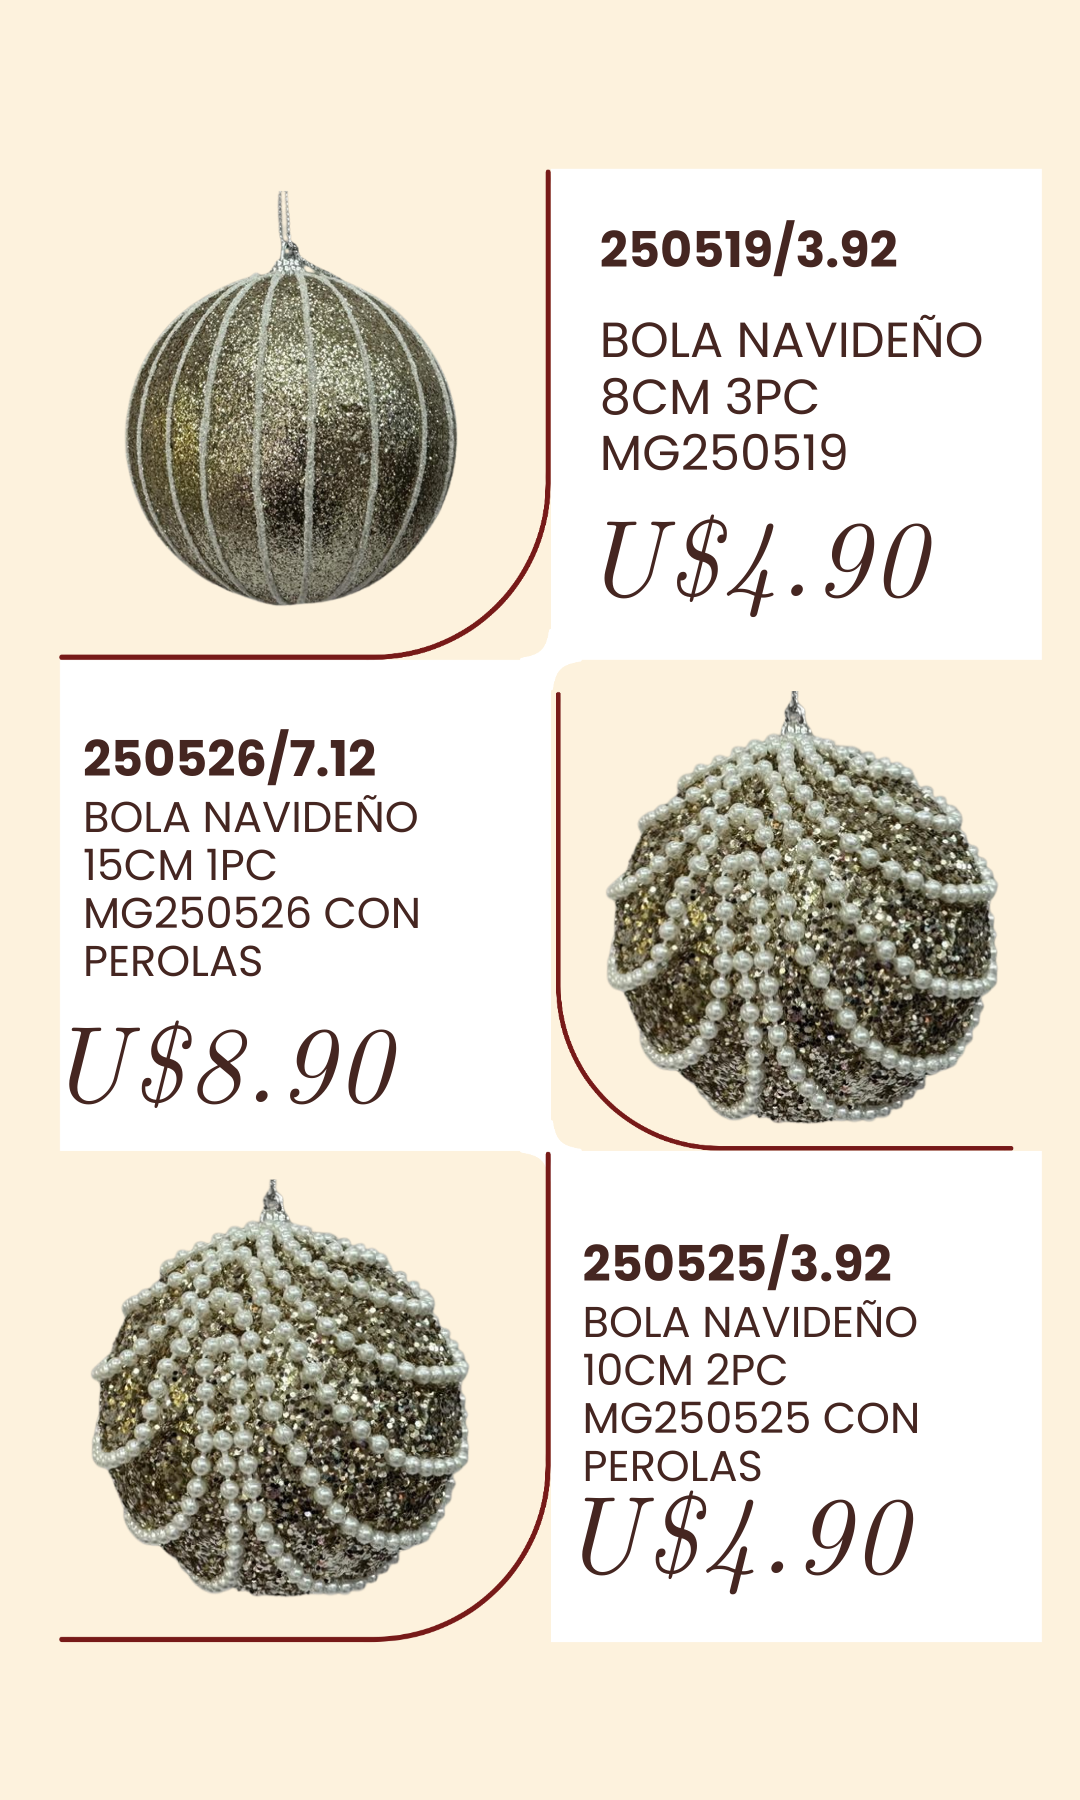 250519/3.92
BOLA NAVIDEÑO
8CM 3PC
MG250519
U$4.90
250526/7.12
BOLA NAVIDEÑO
15CM 1PC
MG250526 CON
PEROLAS
U$8.90
250525/3.92
BOLA NAVIDEÑO
10CM 2PC
MG250525 CON
PEROLAS
U$4.90